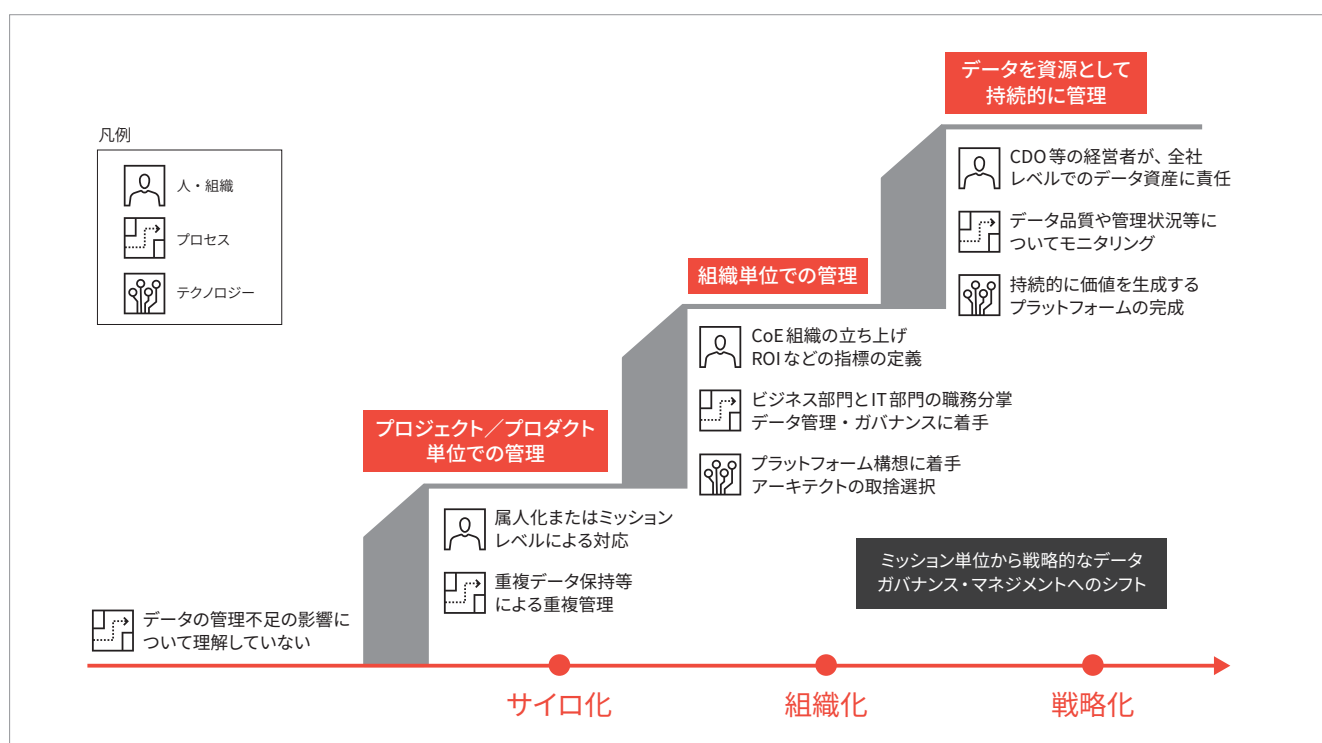 凡例
人・組織
プロセス
テクノロジー
データの管理不足の影響に
ついて理解していない
プロジェクト／プロダクト
単位での管理
属人化またはミッション
レベルによる対応
重複データ保持等
による重複管理
組織単位での管理
CoE組織の立ち上げ
ROIなどの指標の定義
ビジネス部門とIT部門の職務分掌
データ管理・ガバナンスに着手
プラットフォーム構想に着手
アーキテクトの取捨選択
データを資源として
持続的に管理
CDO等の経営者が、全社
レベルでのデータ資産に責任
データ品質や管理状況等に
ついてモニタリング
持続的に価値を生成する
プラットフォームの完成
ミッション単位から戦略的なデータ
ガバナンス・マネジメントへのシフト
サイロ化
組織化
戦略化